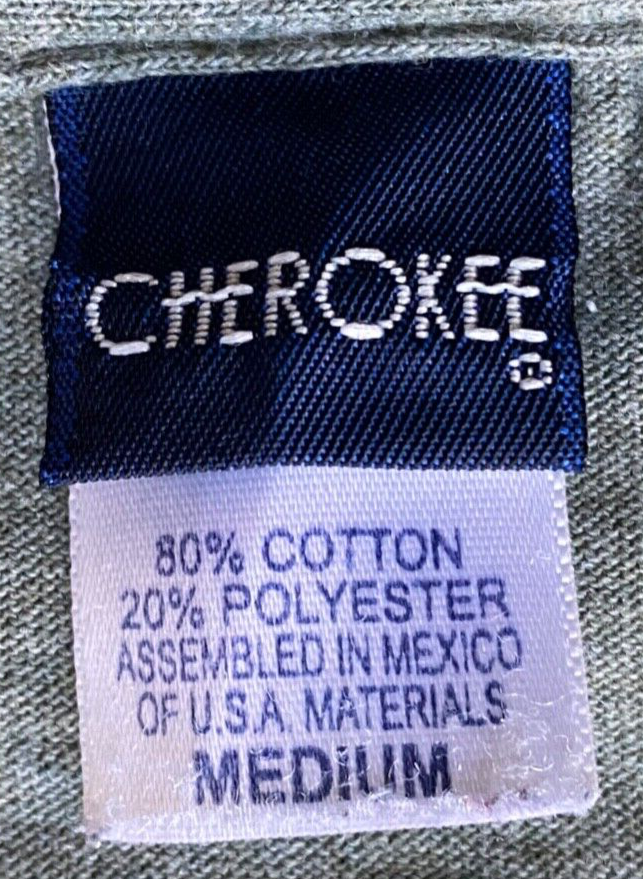 CHEROKEE
80% COTTON
20% POLYESTER
ASSEMBLED IN MEXICO
OF U.S.A. MATERIALS
MEDIUM